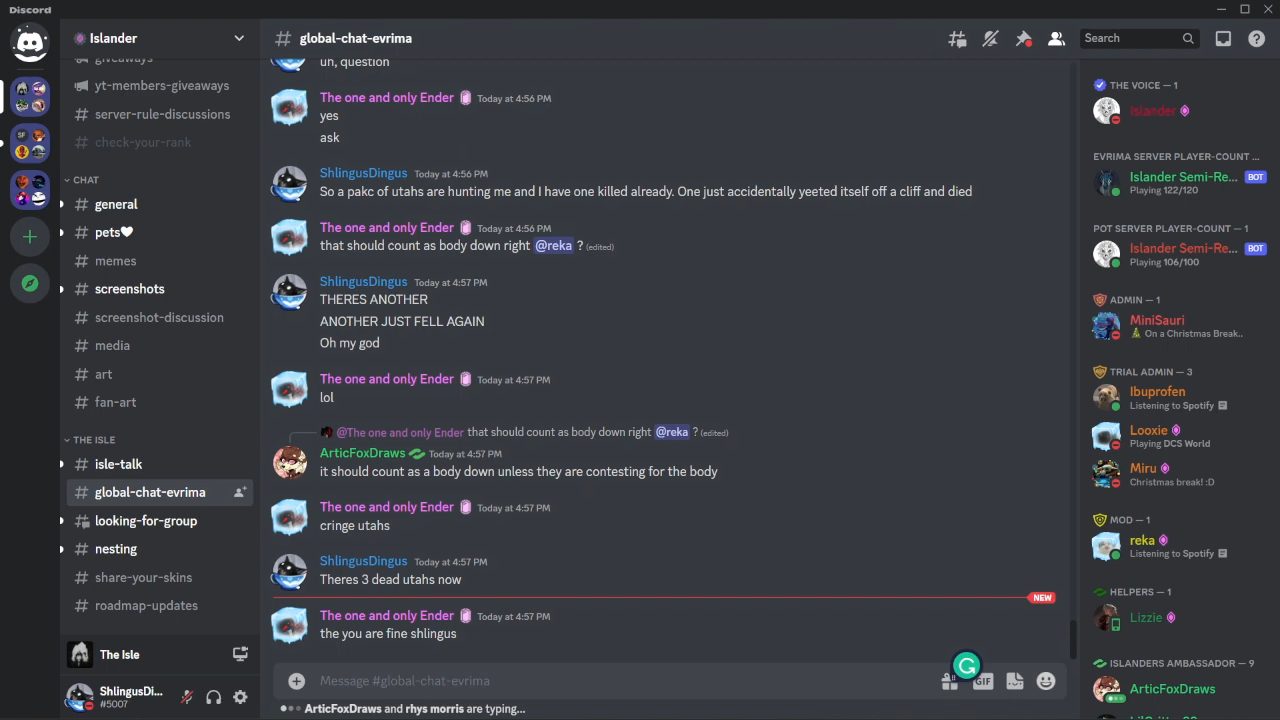 Discord
Islander
giveaways
yt-members-giveaways
server-rule-discussions
check-your-rank
CHAT
general
pets🖤
memes
screenshots
screenshot-discussion
media
art
fan-art
THE ISLE
isle-talk
global-chat-evrima
looking-for-group
nesting
share-your-skins
roadmap-updates
The Isle
ShlingusDi...
#5007
global-chat-evrima
Search
uh, question
The one and only Ender Today at 4:56 PM
yes
ask
ShlingusDingus Today at 4:56 PM
So a pakc of utahs are hunting me and I have one killed already. One just accidentally yeeted itself off a cliff and died
The one and only Ender Today at 4:56 PM
that should count as body down right @reka ? (edited)
ShlingusDingus Today at 4:57 PM
THERES ANOTHER
ANOTHER JUST FELL AGAIN
Oh my god
The one and only Ender Today at 4:57 PM
lol
@The one and only Ender that should count as body down right @reka ? (edited)
ArticFoxDraws Today at 4:57 PM
it should count as a body down unless they are contesting for the body
The one and only Ender Today at 4:57 PM
cringe utahs
ShlingusDingus Today at 4:57 PM
Theres 3 dead utahs now
NEW
The one and only Ender Today at 4:57 PM
the you are fine shlingus
Message #global-chat-evrima
GIF
ArticFoxDraws and rhys morris are typing...
THE VOICE — 1
Islander
EVRIMA SERVER PLAYER-COUNT ...
Islander Semi-Re... BOT
Playing 122/120
POT SERVER PLAYER-COUNT — 1
Islander Semi-Re... BOT
Playing 106/100
ADMIN — 1
MiniSauri
On a Christmas Break..
TRIAL ADMIN — 3
Ibuprofen
Listening to Spotify
Looxie
Playing DCS World
Miru
Christmas break! :D
MOD — 1
reka
Listening to Spotify
HELPERS — 1
Lizzie
ISLANDERS AMBASSADOR — 9
ArticFoxDraws